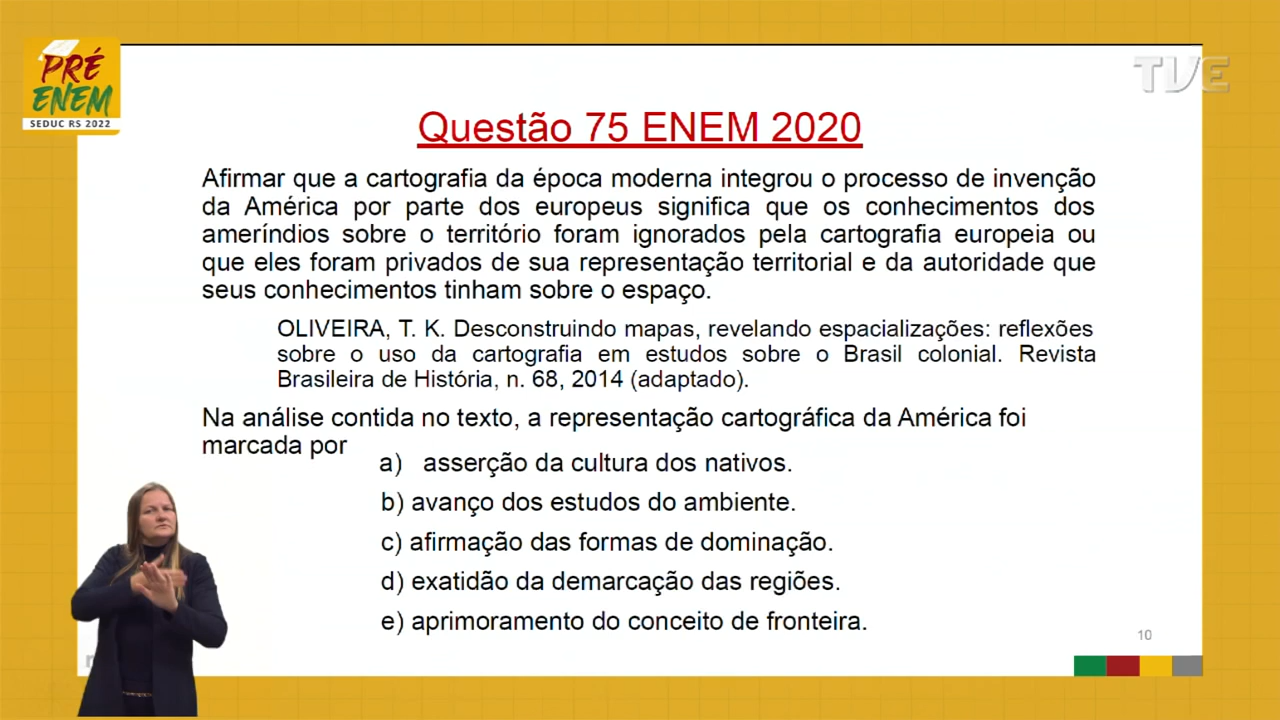 PRÉ
ENEM
SEDUC RS 2022
TVE
Questão 75 ENEM 2020
Afirmar que a cartografia da época moderna integrou o processo de invenção
da América por parte dos europeus significa que os conhecimentos dos
ameríndios sobre o território foram ignorados pela cartografia europeia ou
que eles foram privados de sua representação territorial e da autoridade que
seus conhecimentos tinham sobre o espaço.
OLIVEIRA, T. K. Desconstruindo mapas, revelando espacializações: reflexões
sobre o uso da cartografia em estudos sobre o Brasil colonial. Revista
Brasileira de História, n. 68, 2014 (adaptado).
Na análise contida no texto, a representação cartográfica da América foi
marcada por
a) asserção da cultura dos nativos.
b) avanço dos estudos do ambiente.
c) afirmação das formas de dominação.
d) exatidão da demarcação das regiões.
e) aprimoramento do conceito de fronteira.
10